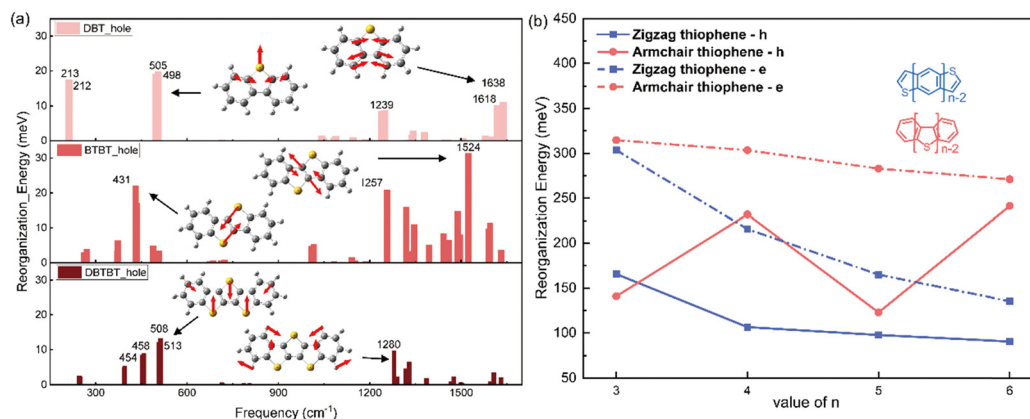 (a)
DBT_hole
30
20
10
0
213
212
505
498
1239
1638
1618
BTBT_hole
30
20
10
0
431
1257
1524
DBTBT_hole
30
20
10
0
454
458
508
513
1280
300
600
900
1200
1500
Reorganization_Energy (meV)
Frequency (cm-1)
(b)
450
400
350
300
250
200
150
100
50
3
4
5
6
Reorganization Energy (meV)
value of n
Zigzag thiophene - h
Armchair thiophene - h
Zigzag thiophene - e
Armchair thiophene - e
S
S
n-2
S
n-2